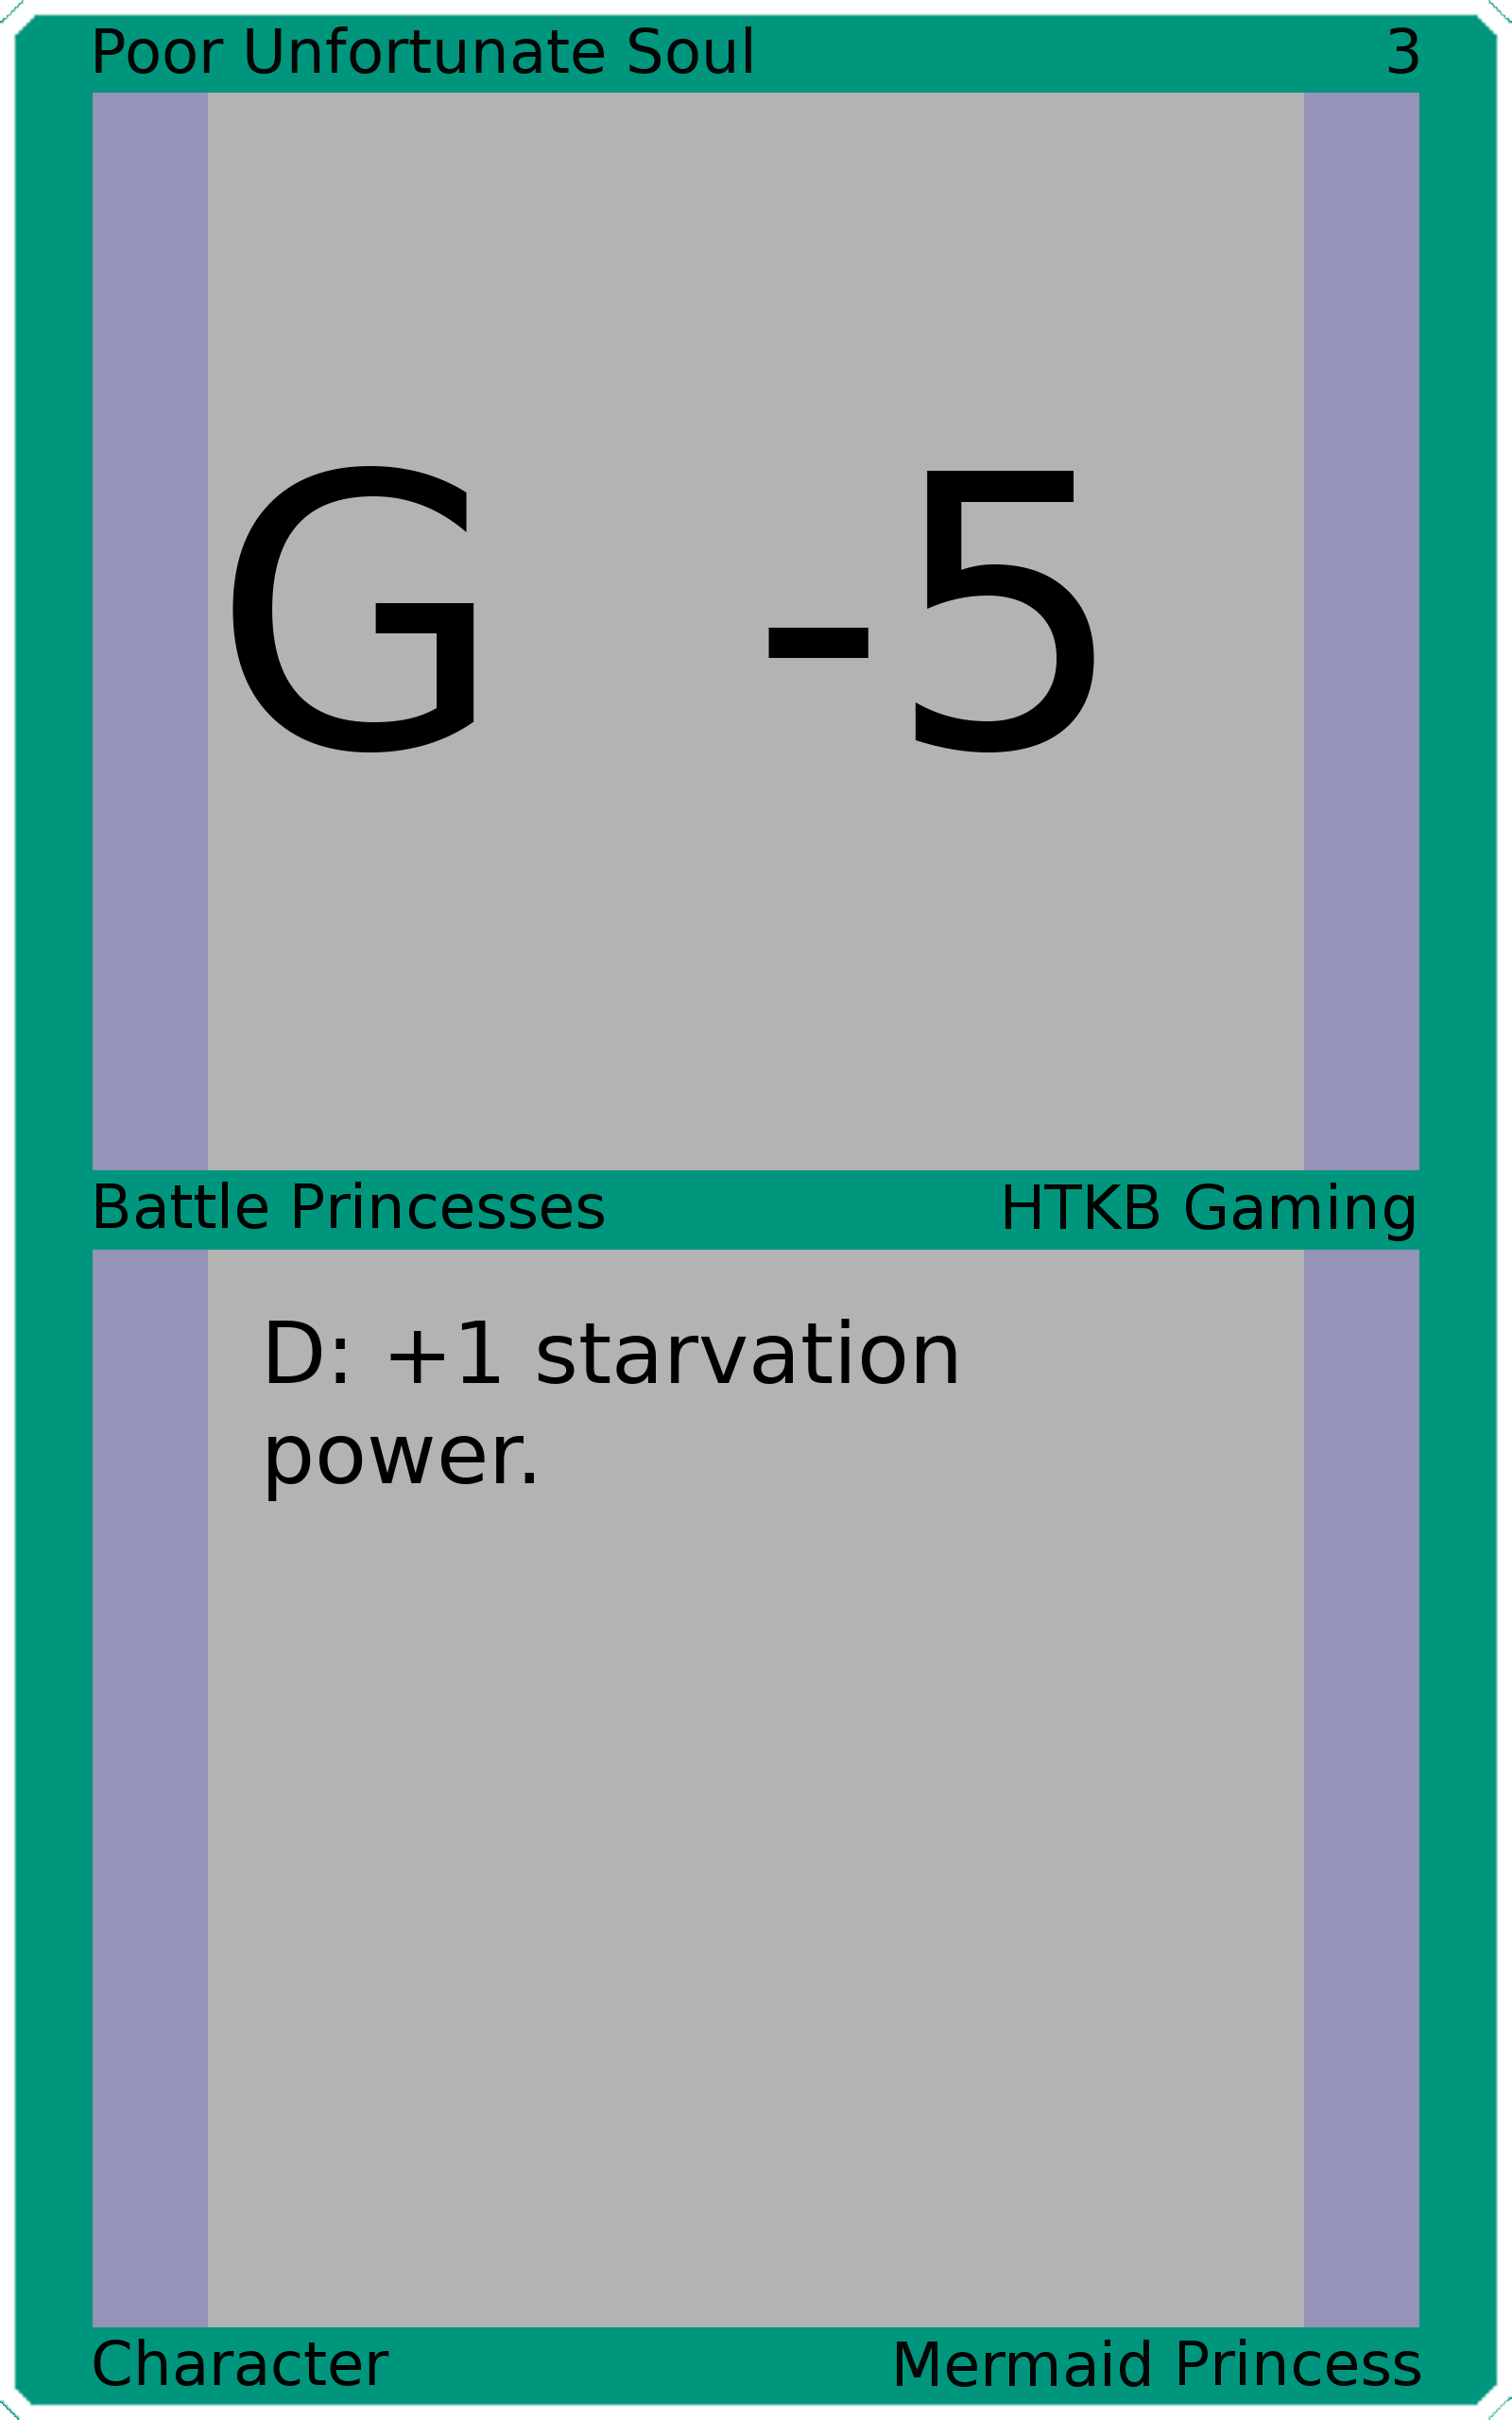 Poor Unfortunate Soul 3
G -5
Battle Princesses HTKB Gaming
D: +1 starvation
power.
Character Mermaid Princess